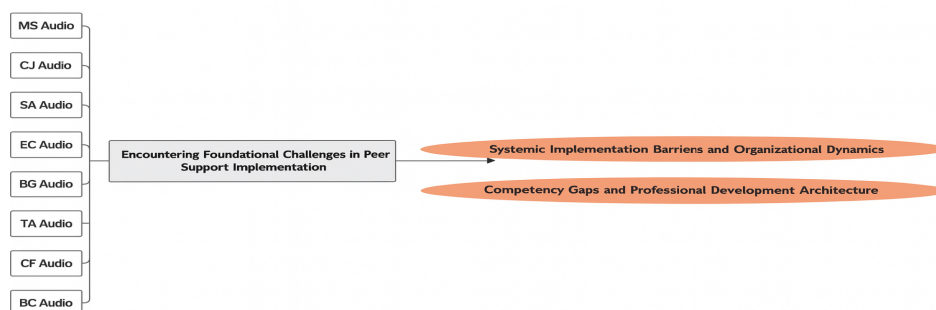 MS Audio
CJ Audio
SA Audio
EC Audio
BG Audio
TA Audio
CF Audio
BC Audio
Encountering Foundational Challenges in Peer
Support Implementation
Systemic Implementation Barriens and Organizational Dynamics
Competency Gaps and Professional Development Architecture